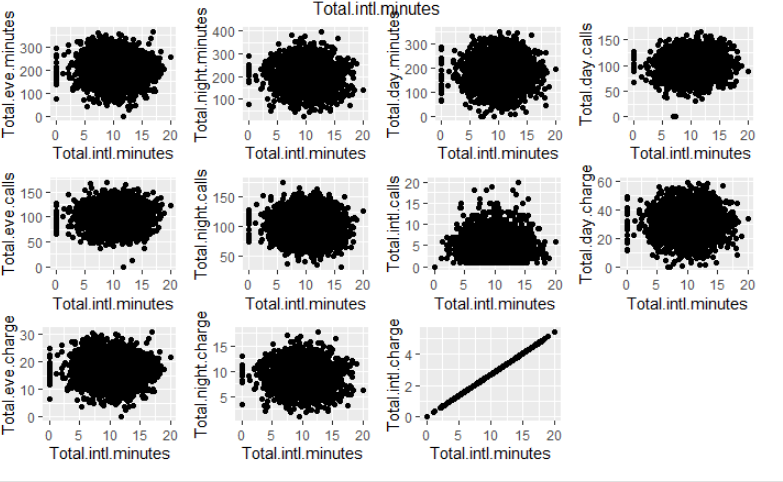 Total.intl.minutes
Total.eve.minutes
300
200
100
0
0 5 10 15 20
Total.intl.minutes
Total.night.minutes
400
300
200
100
0 5 10 15 20
Total.intl.minutes
Total.day.minutes
300
200
100
0
0 5 10 15 20
Total.intl.minutes
Total.day.calls
150
100
50
0
0 5 10 15 20
Total.intl.minutes
Total.eve.calls
150
100
50
0
0 5 10 15 20
Total.intl.minutes
Total.night.calls
150
100
50
0 5 10 15 20
Total.intl.minutes
Total.intl.calls
20
15
10
5
0
0 5 10 15 20
Total.intl.minutes
Total.day.charge
60
40
20
0
0 5 10 15 20
Total.intl.minutes
Total.eve.charge
30
20
10
0
0 5 10 15 20
Total.intl.minutes
Total.night.charge
15
10
5
0 5 10 15 20
Total.intl.minutes
Total.intl.charge
4
2
0
0 5 10 15 20
Total.intl.minutes